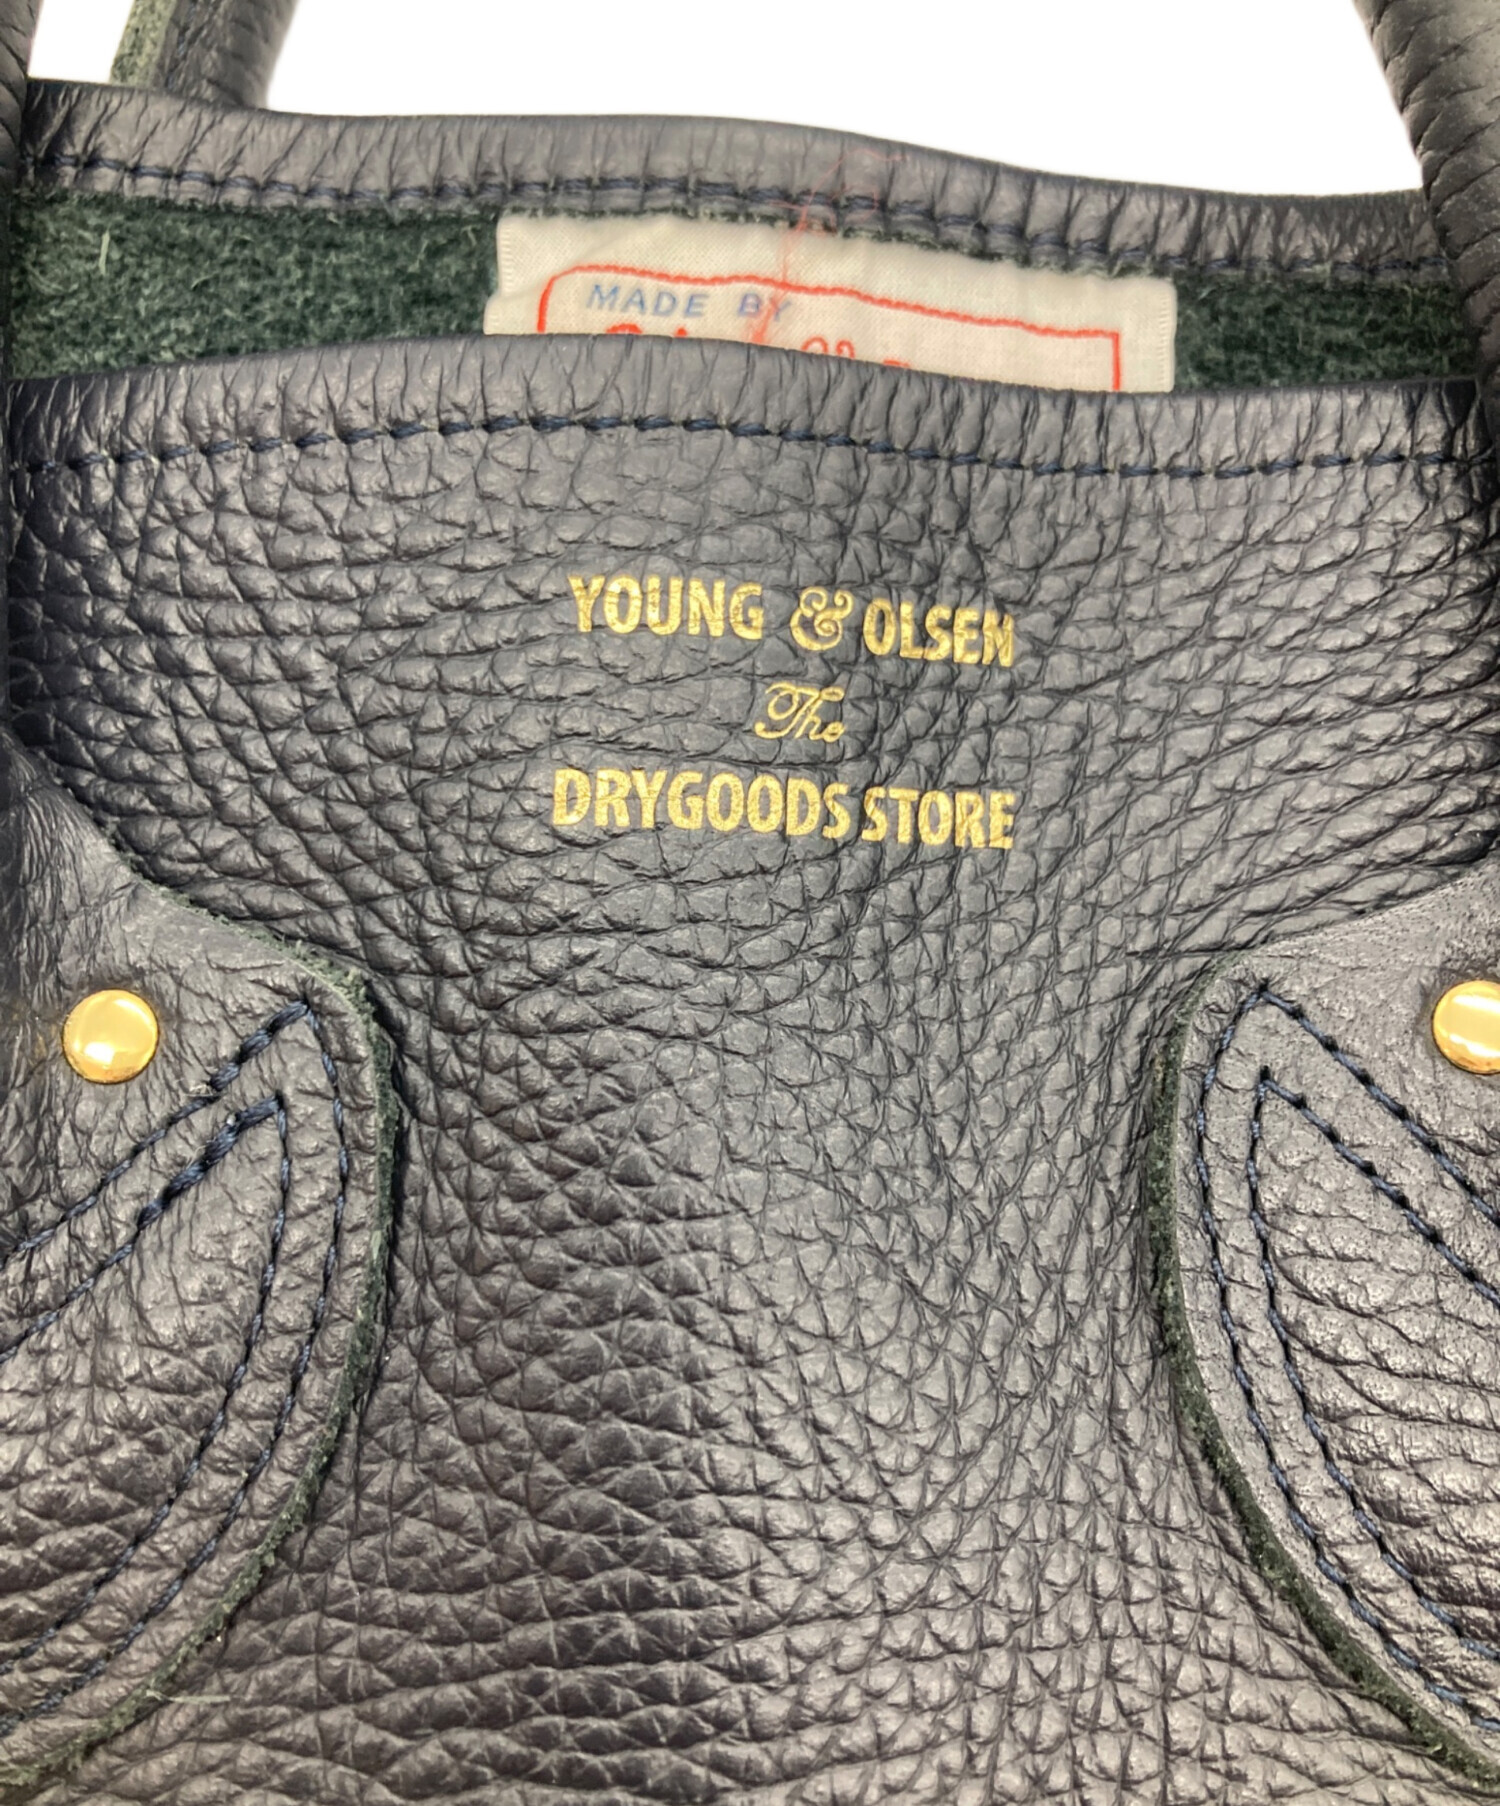 MADE BY
YOUNG & OLSEN
The
DRYGOODS STORE